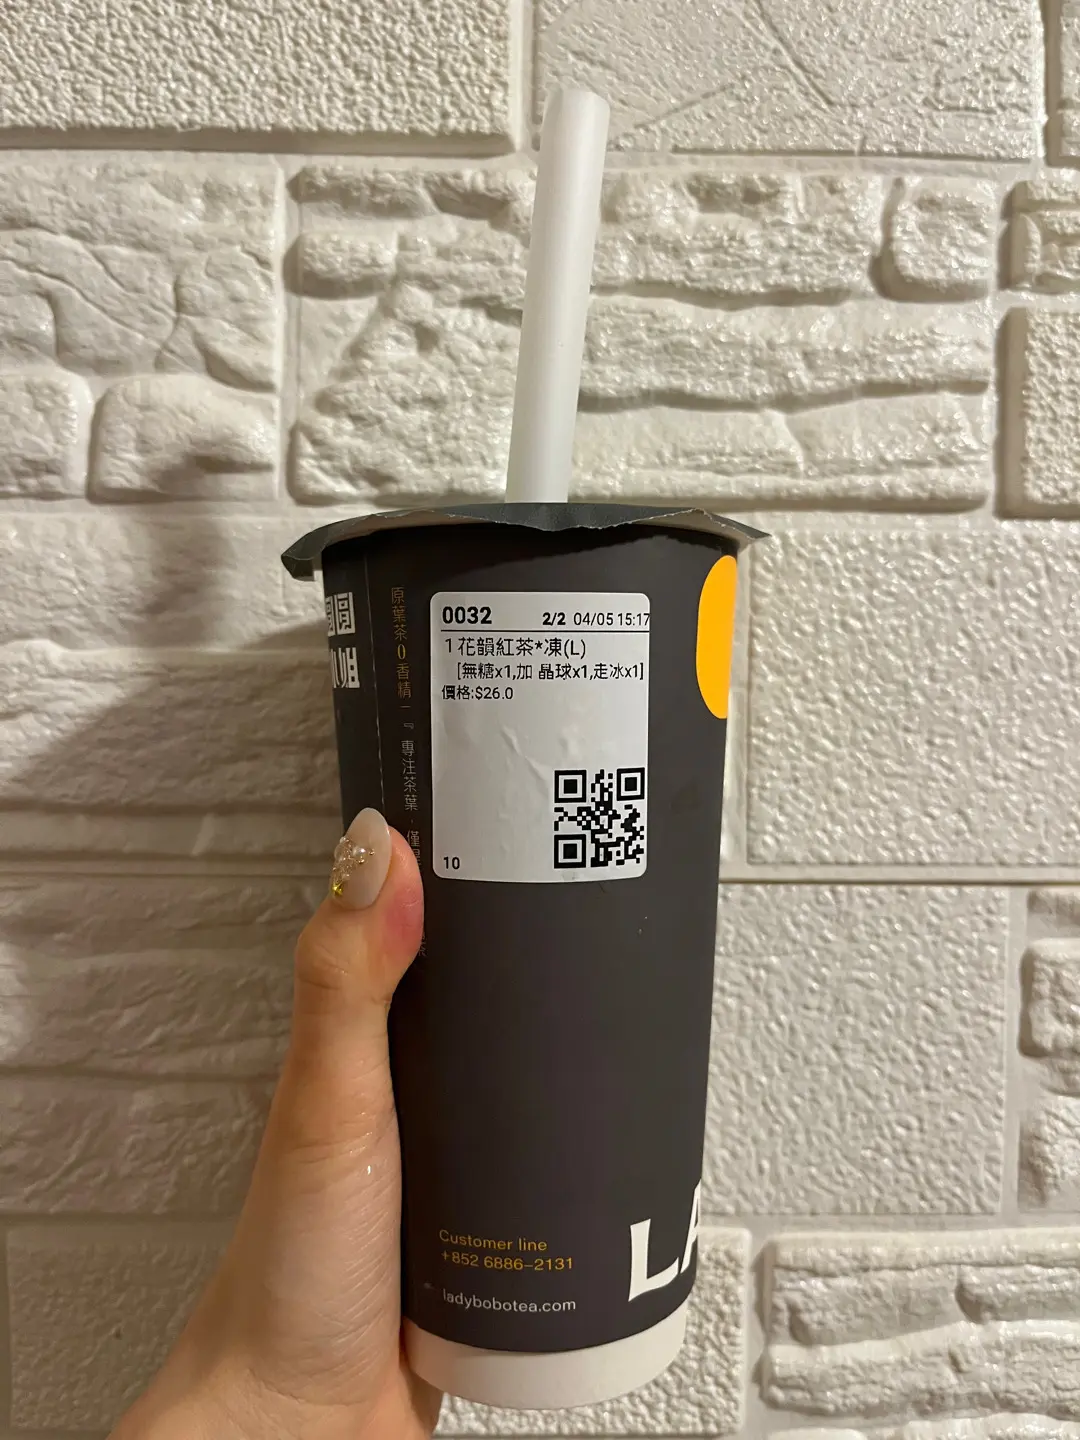 0032 2/2 04/05 15:17
1 花韻紅茶*凍(L)
[無糖x1,加 晶球x1,走冰x1]
價格:$26.0
10
原葉茶0香精一『 專注茶葉,僅
Customer line
+852 6886-2131
ladybobotea.com
LA